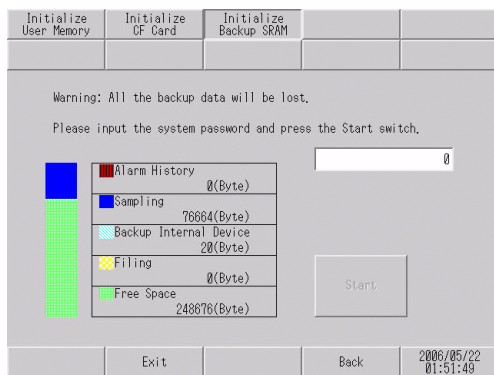 Initialize
User Memory
Initialize
CF Card
Initialize
Backup SRAM
Warning: All the backup data will be lost.
Please input the system password and press the Start switch.
0
Alarm History
0(Byte)
Sampling
76664(Byte)
Backup Internal Device
20(Byte)
Filing
0(Byte)
Free Space
248676(Byte)
Start
Exit
Back
2006/05/22
01:51:49